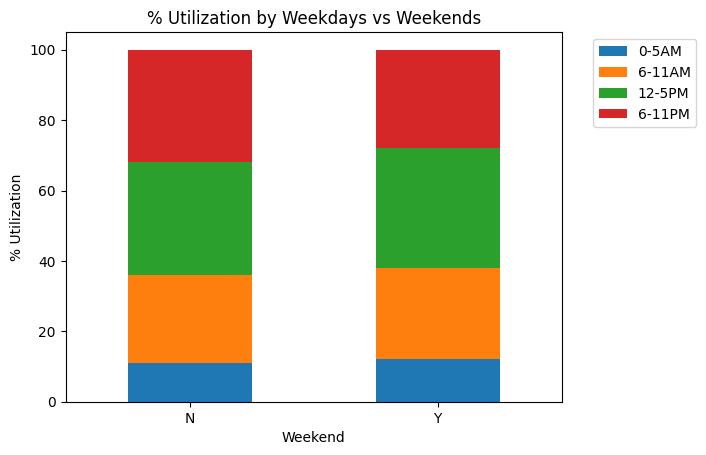 % Utilization by Weekdays vs Weekends
100
80
60
40
20
0
% Utilization
N
Y
Weekend
0-5AM
6-11AM
12-5PM
6-11PM